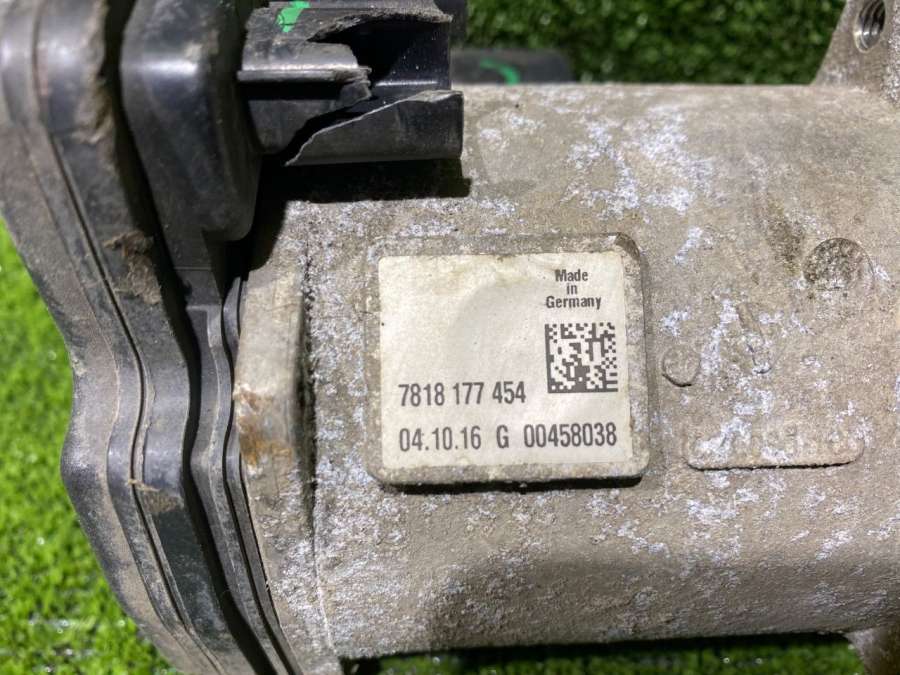 Made
in
Germany
7818 177 454
04.10.16 G 00458038